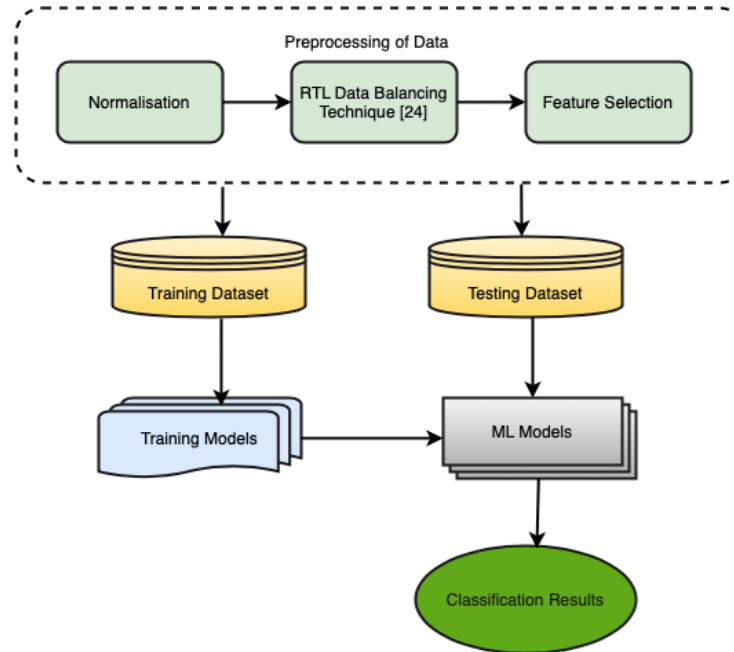 Preprocessing of Data
Normalisation
RTL Data Balancing
Technique [24]
Feature Selection
Training Dataset
Testing Dataset
Training Models
ML Models
Classification Results